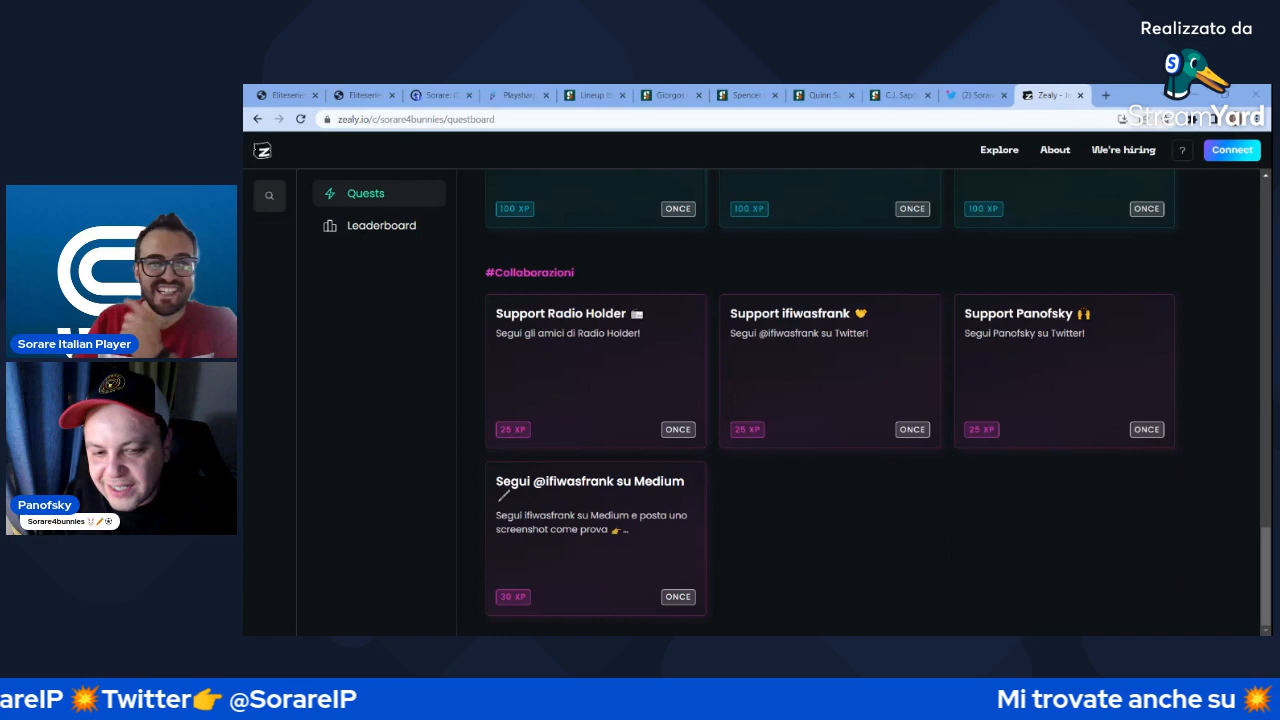 Realizzato da
StreamYard
Eliteserie
Eliteserie
Sorare: (
Playshar
Lineup b
Giorgos
Spencer
Quinn S
C.J. Sap
(2) Sorar
Zealy - J
zealy.io/c/sorare4bunnies/questboard
Explore
About
We're hiring
?
Connect
Quests
Leaderboard
100 XP
ONCE
100 XP
ONCE
100 XP
ONCE
#Collaborazioni
Support Radio Holder 📻
Segui gli amici di Radio Holder!
25 XP
ONCE
Support ifiwasfrank
Segui @ifiwasfrank su Twitter!
25 XP
ONCE
Support Panofsky 🙌
Segui Panofsky su Twitter!
25 XP
ONCE
Segui @ifiwasfrank su Medium
Segui ifiwasfrank su Medium e posta uno
screenshot come prova 👉 ...
30 XP
ONCE
Sorare Italian Player
Panofsky
Sorare4bunnies 🐰🥕⚽
areIP 💥Twitter👉 @SorareIP
Mi trovate anche su 💥